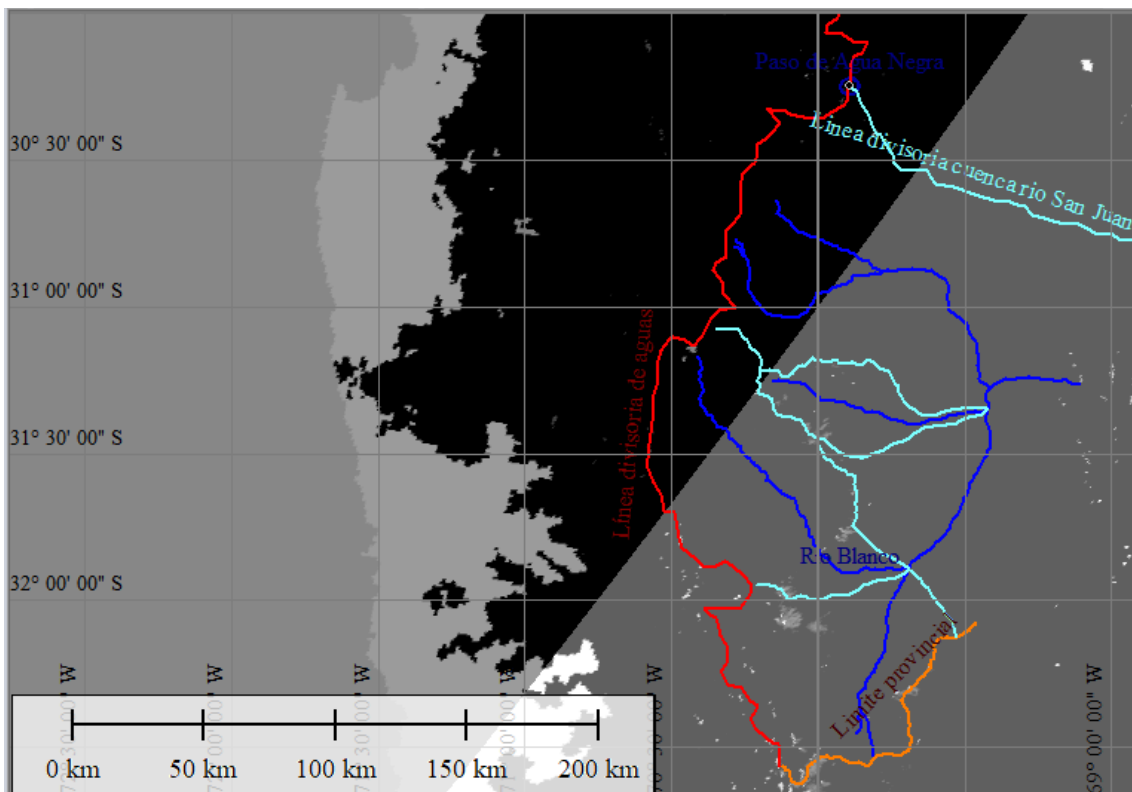 Paso de Agua Negra
Línea divisoria cuenca rio San Juan
30° 30' 00" S
31° 00' 00" S
Línea divisoria de aguas
31° 30' 00" S
Río Blanco
32° 00' 00" S
Limite provincial
69° 00' 00" W
0 km
50 km
100 km
150 km
200 km